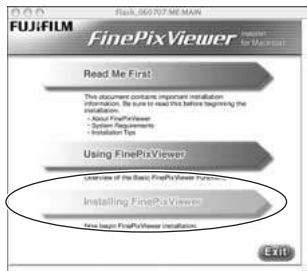 Flash_060707-ME.MAIN
FUJIFILM
FinePixViewer Installer
for Macintosh
Read Me First
This document contains important installation
information. Be sure to read this before beginning the
installation.
- About FinePixViewer
- System Requirements
- Installation Tips
Using FinePixViewer
Overview of the Basic FinePixViewer Functions.
Installing FinePixViewer
Now begin FinePixViewer installation.
Exit